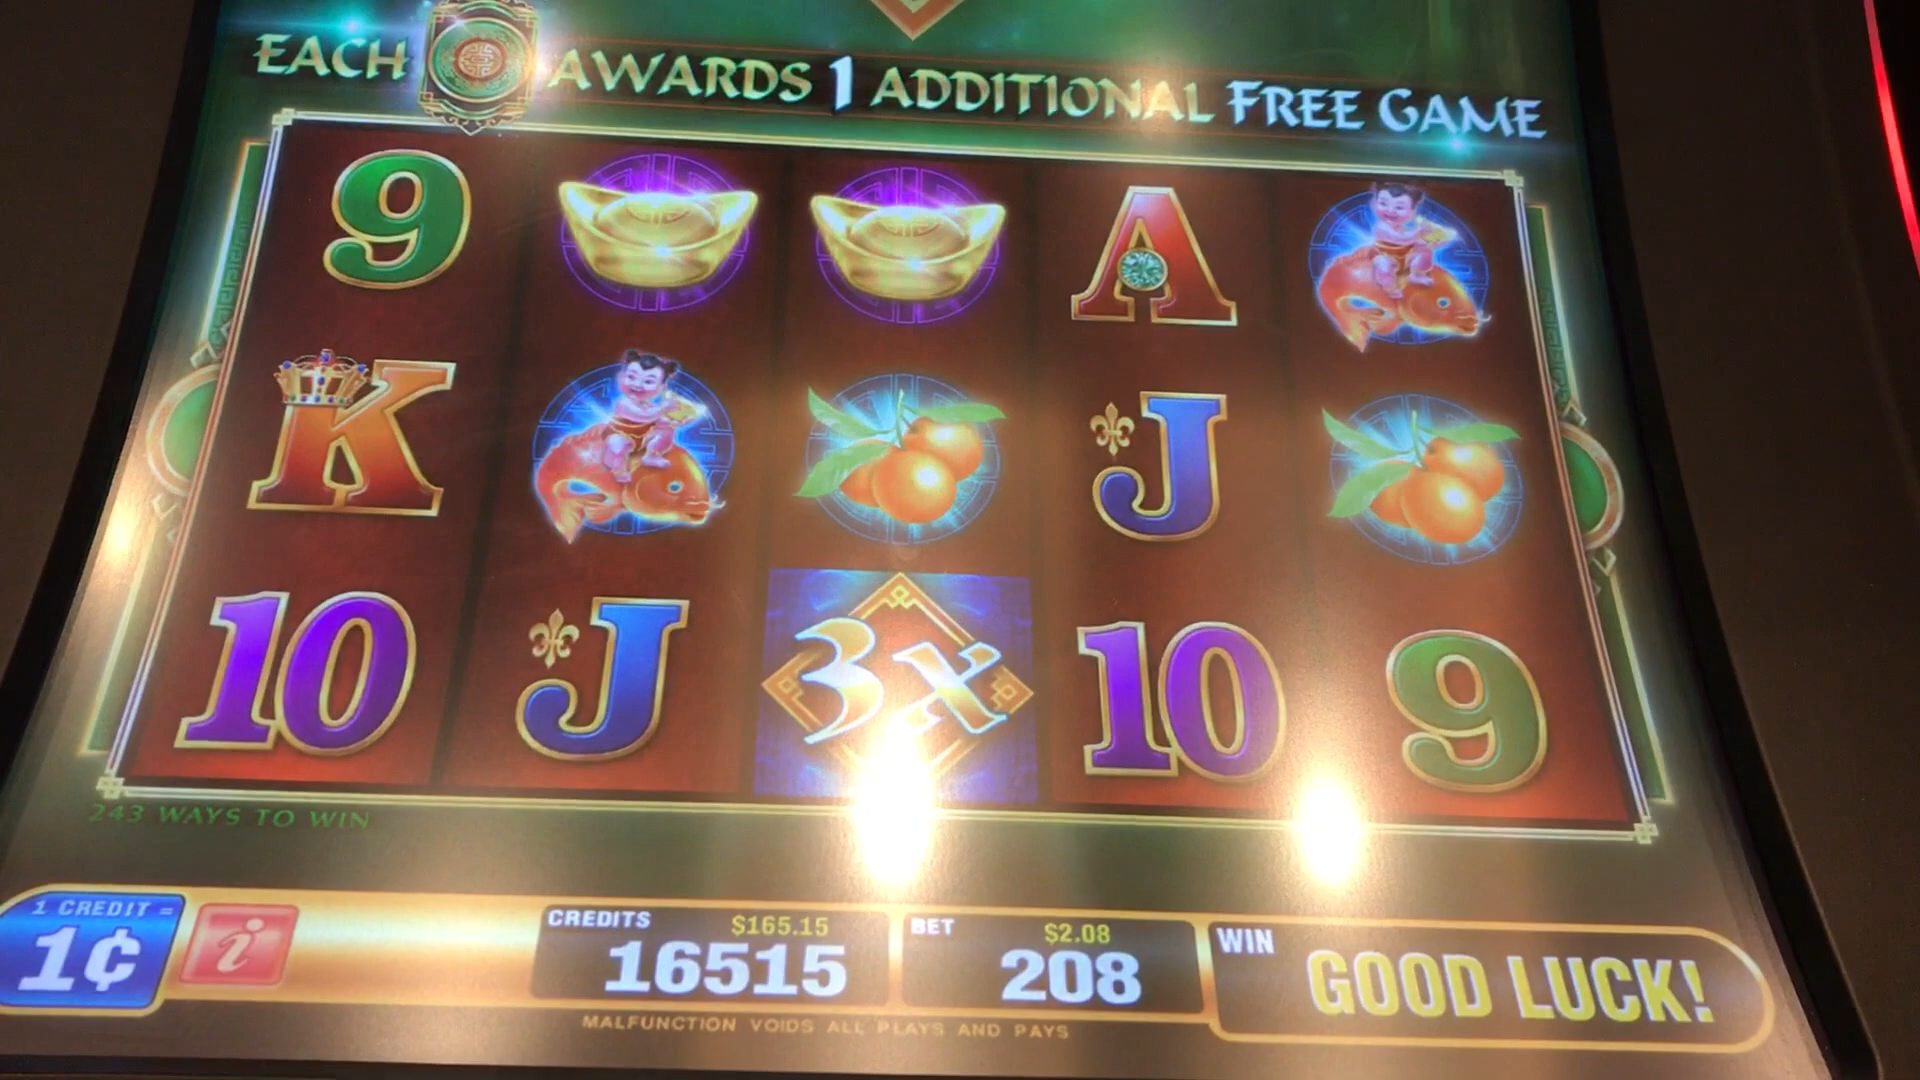 EACH AWARDS 1 ADDITIONAL FREE GAME
9 A
K J
10 J 3x 10 9
243 WAYS TO WIN
1 CREDIT =
1¢
i
CREDITS $165.15
16515
BET $2.08
208
WIN GOOD LUCK!
MALFUNCTION VOIDS ALL PLAYS AND PAYS